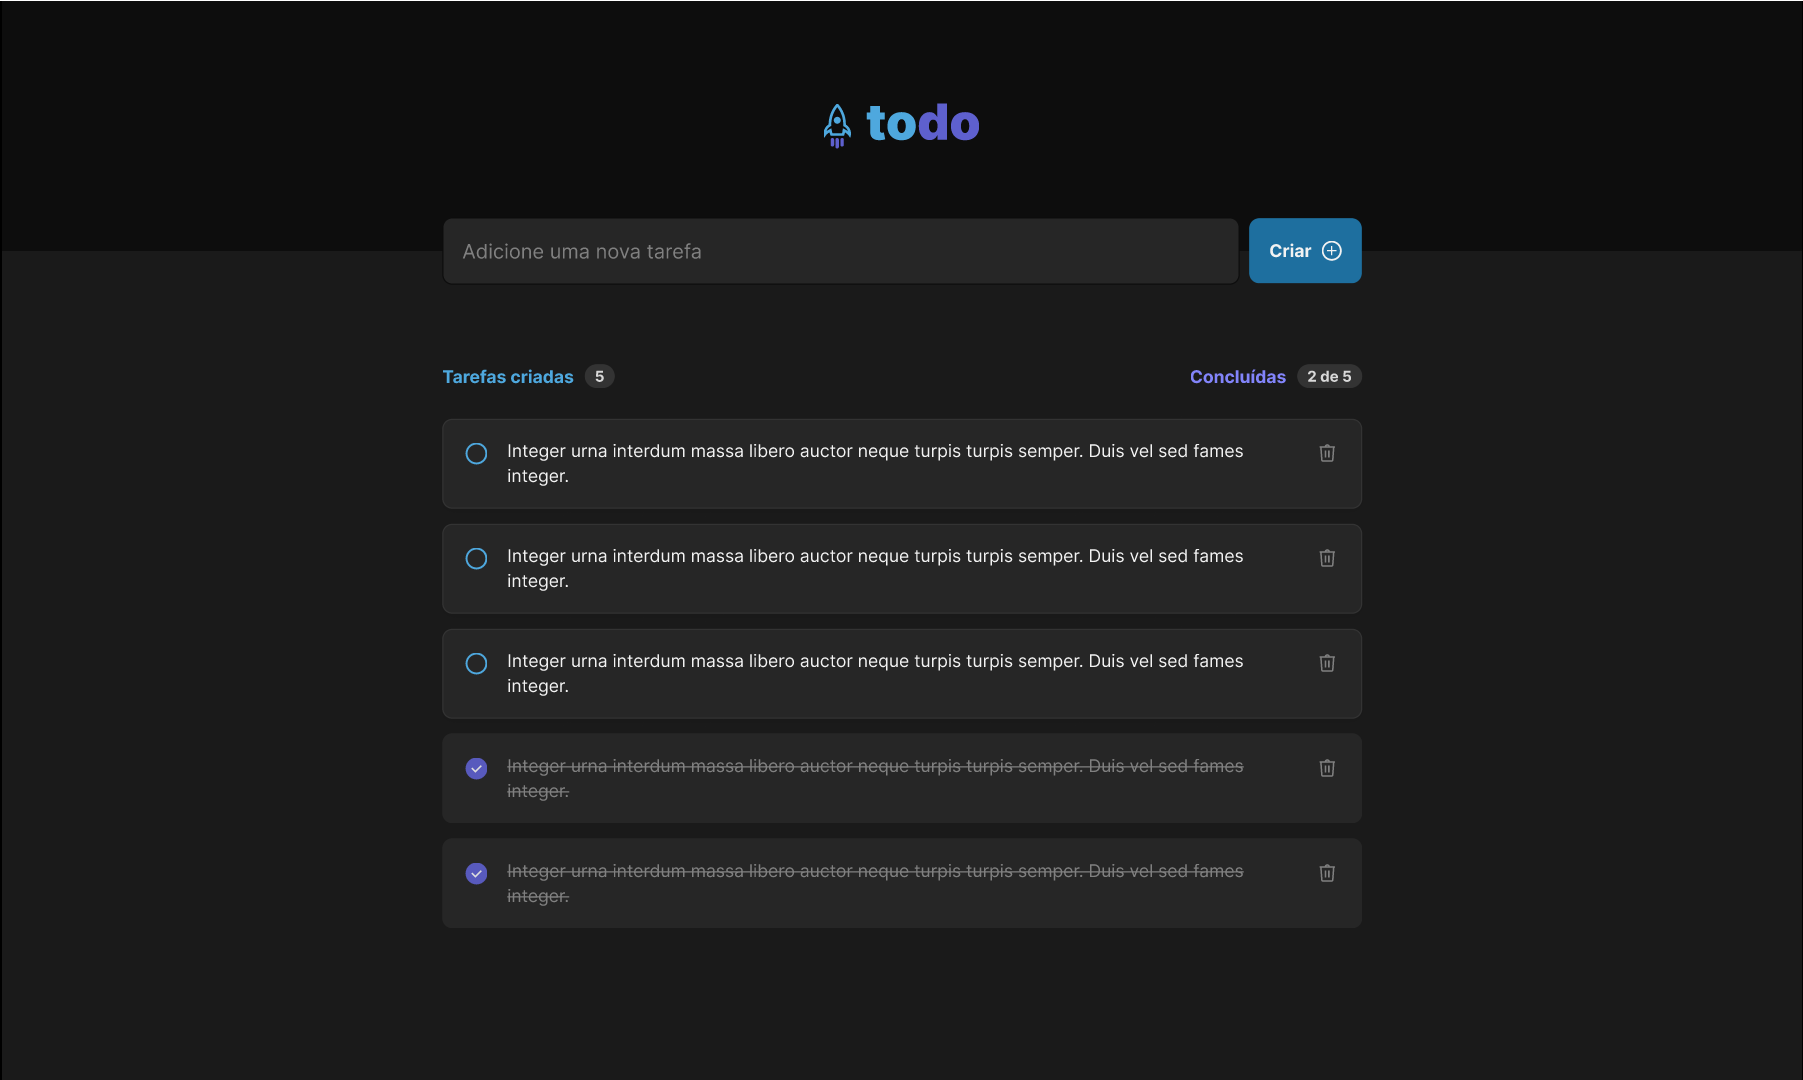 todo
Adicione uma nova tarefa
Criar
Tarefas criadas 5
Concluídas 2 de 5
Integer urna interdum massa libero auctor neque turpis turpis semper. Duis vel sed fames
integer.
Integer urna interdum massa libero auctor neque turpis turpis semper. Duis vel sed fames
integer.
Integer urna interdum massa libero auctor neque turpis turpis semper. Duis vel sed fames
integer.
Integer urna interdum massa libero auctor neque turpis turpis semper. Duis vel sed fames
integer.
Integer urna interdum massa libero auctor neque turpis turpis semper. Duis vel sed fames
integer.